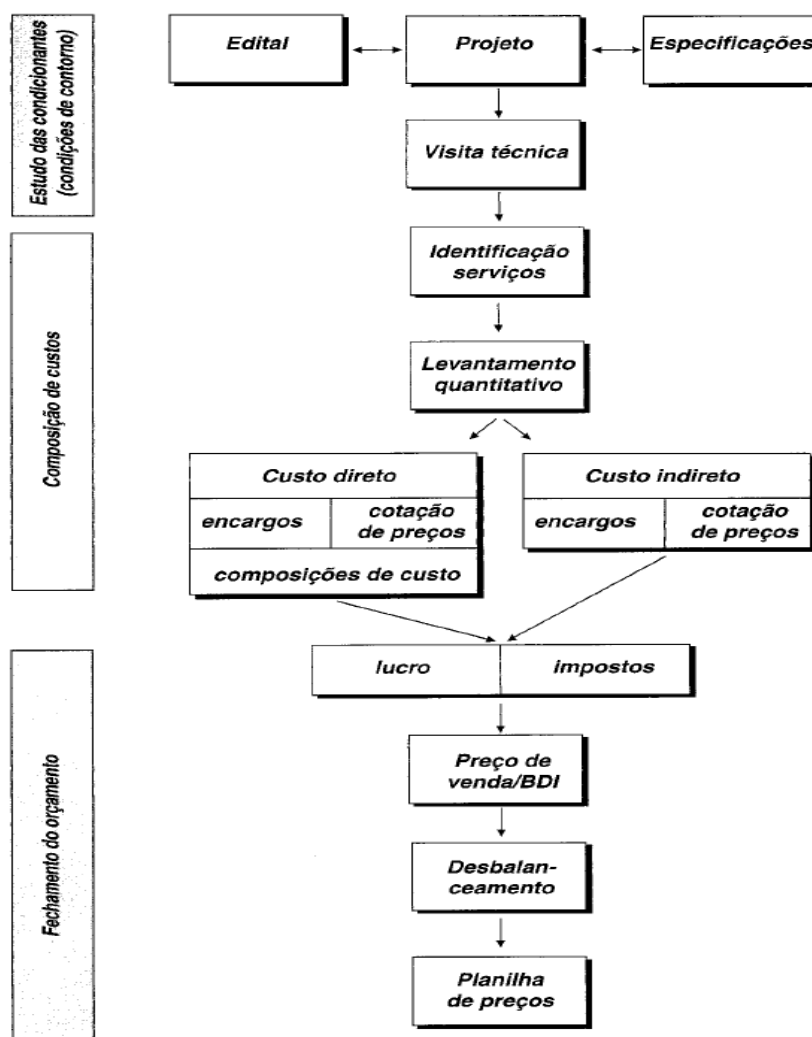 Estudo das condicionantes
(condições de contorno)
Edital
Projeto
Especificações
Visita técnica
Composição de custos
Identificação
serviços
Levantamento
quantitativo
Custo direto
encargos
cotação
de preços
composições de custo
Custo indireto
encargos
cotação
de preços
Fechamento do orçamento
lucro
impostos
Preço de
venda/BDI
Desbalan-
ceamento
Planilha
de preços